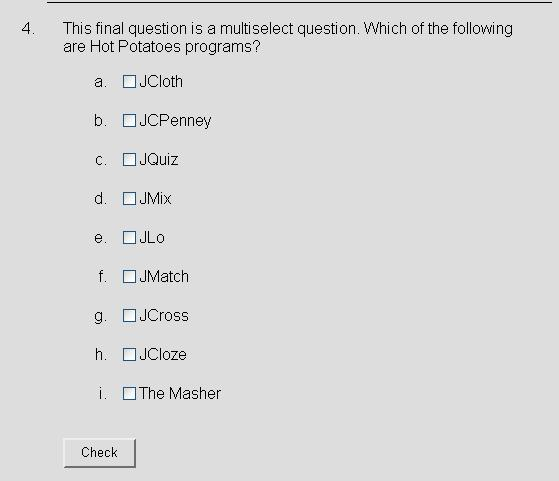 4. This final question is a multiselect question. Which of the following
are Hot Potatoes programs?
a. JCloth
b. JCPenney
c. JQuiz
d. JMix
e. JLo
f. JMatch
g. JCross
h. JCloze
i. The Masher
Check